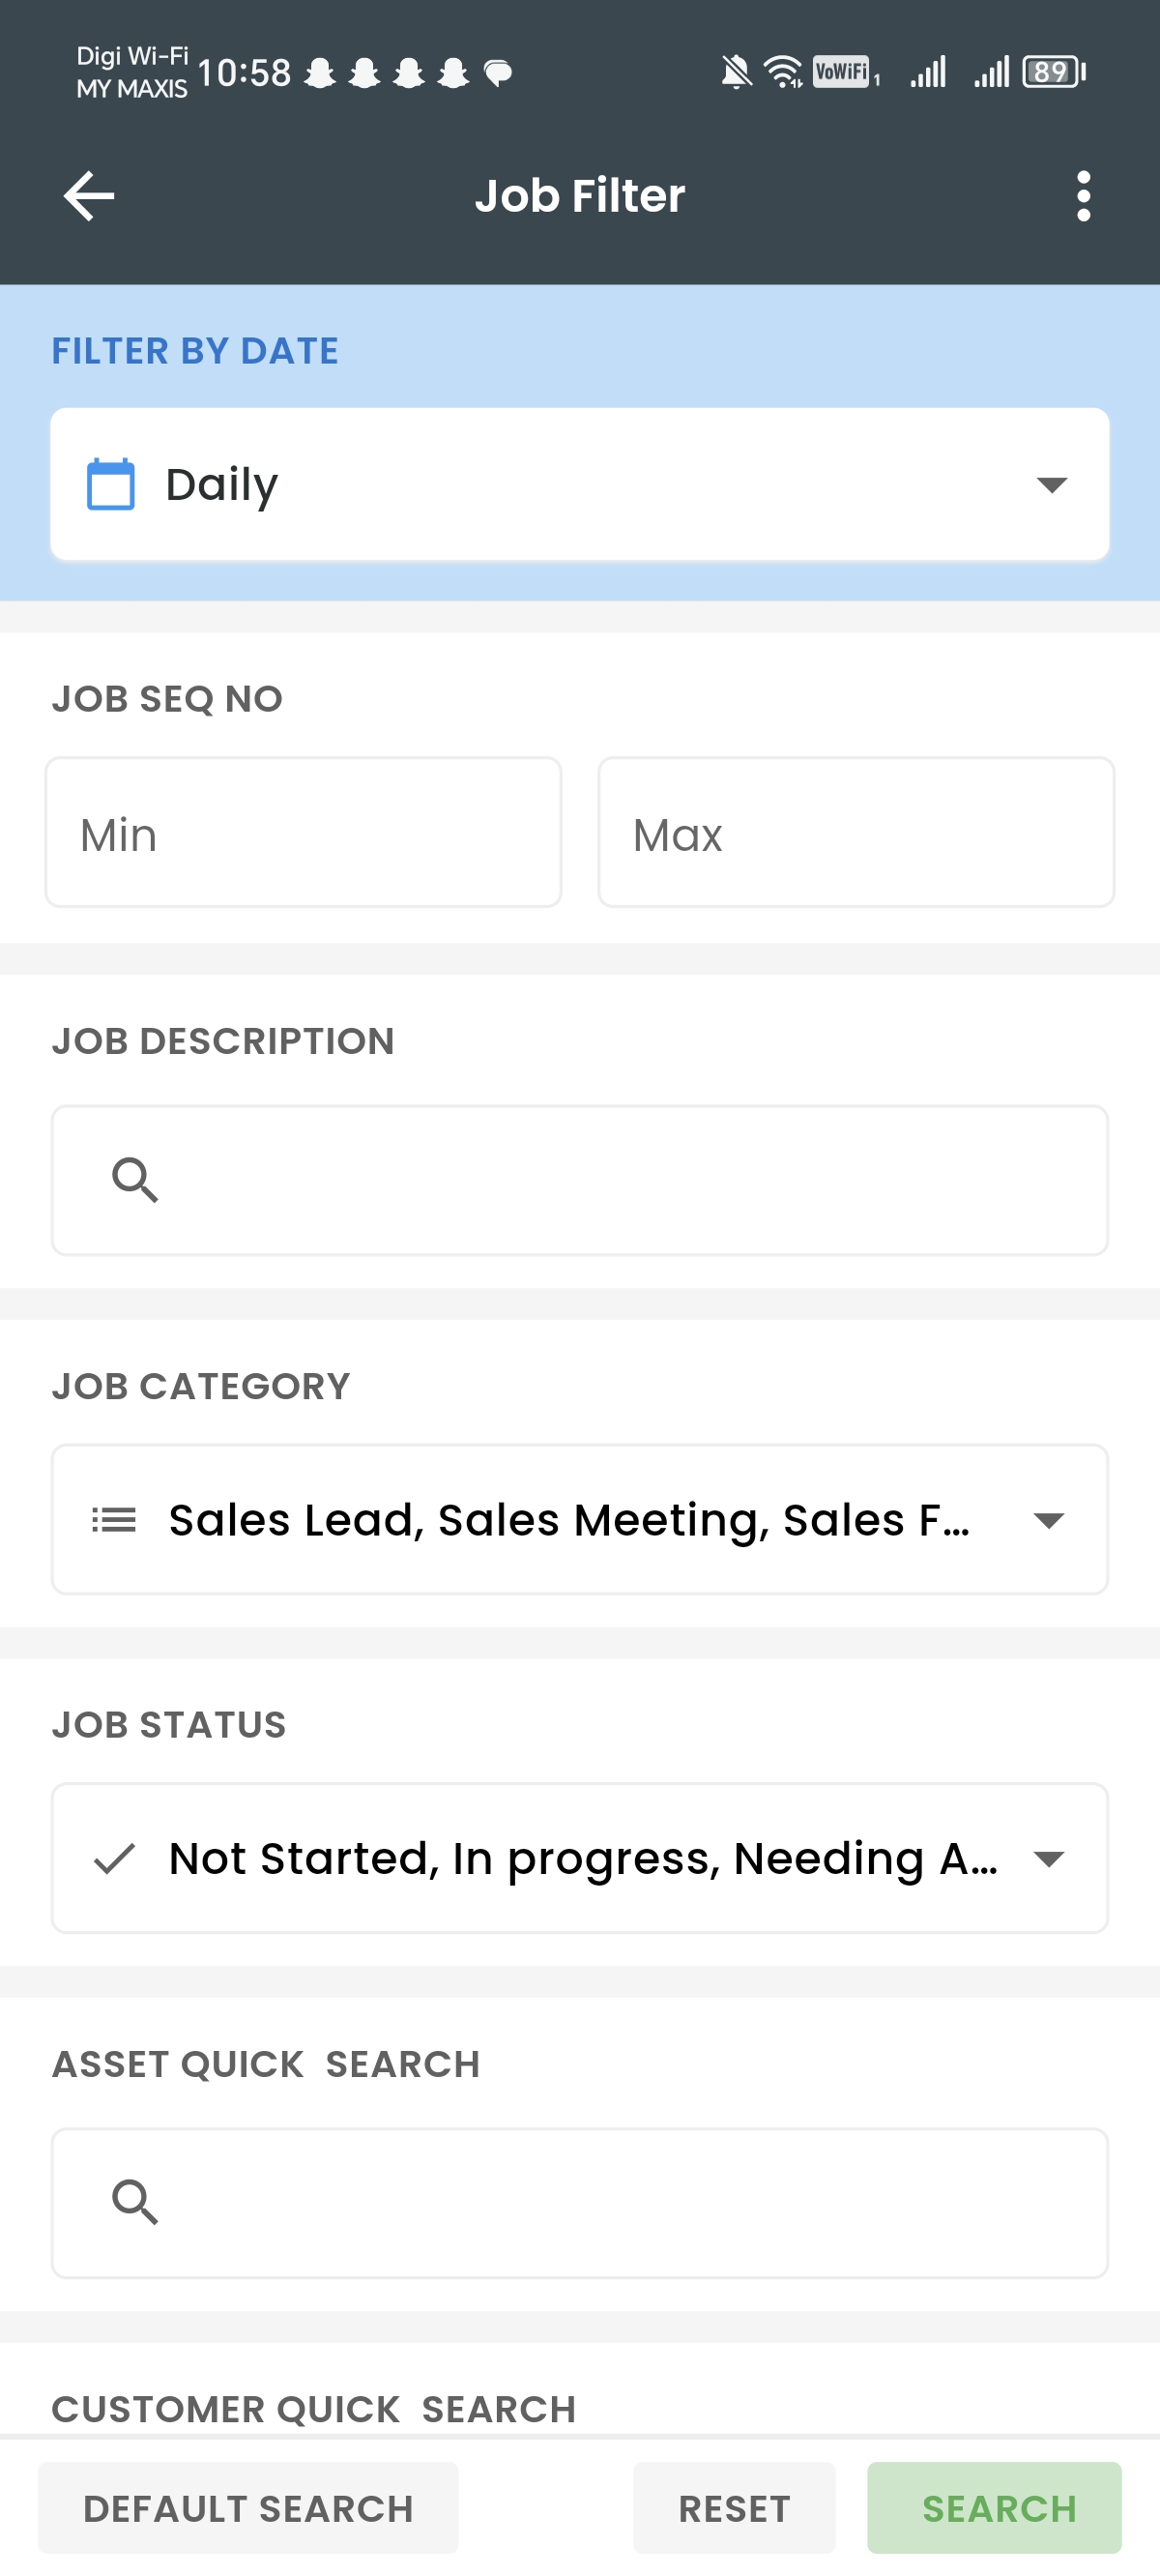 Digi Wi-Fi
MY MAXIS
10:58
VoWiFi 1
89
Job Filter
FILTER BY DATE
Daily
JOB SEQ NO
Min
Max
JOB DESCRIPTION
JOB CATEGORY
Sales Lead, Sales Meeting, Sales F...
JOB STATUS
Not Started, In progress, Needing A...
ASSET QUICK  SEARCH
CUSTOMER QUICK  SEARCH
DEFAULT SEARCH
RESET
SEARCH